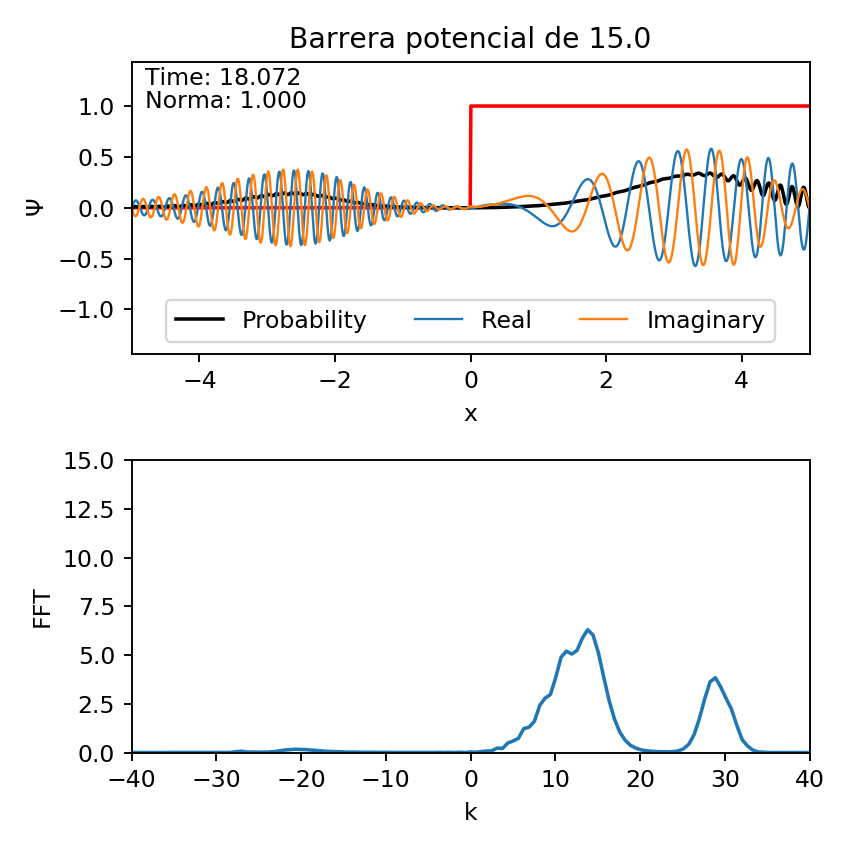 Barrera potencial de 15.0
Time: 18.072
Norma: 1.000
1.0
0.5
0.0
−0.5
−1.0
Ψ
Probability Real Imaginary
−4 −2 0 2 4
x
15.0
12.5
10.0
7.5
5.0
2.5
0.0
FFT
−40 −30 −20 −10 0 10 20 30 40
k